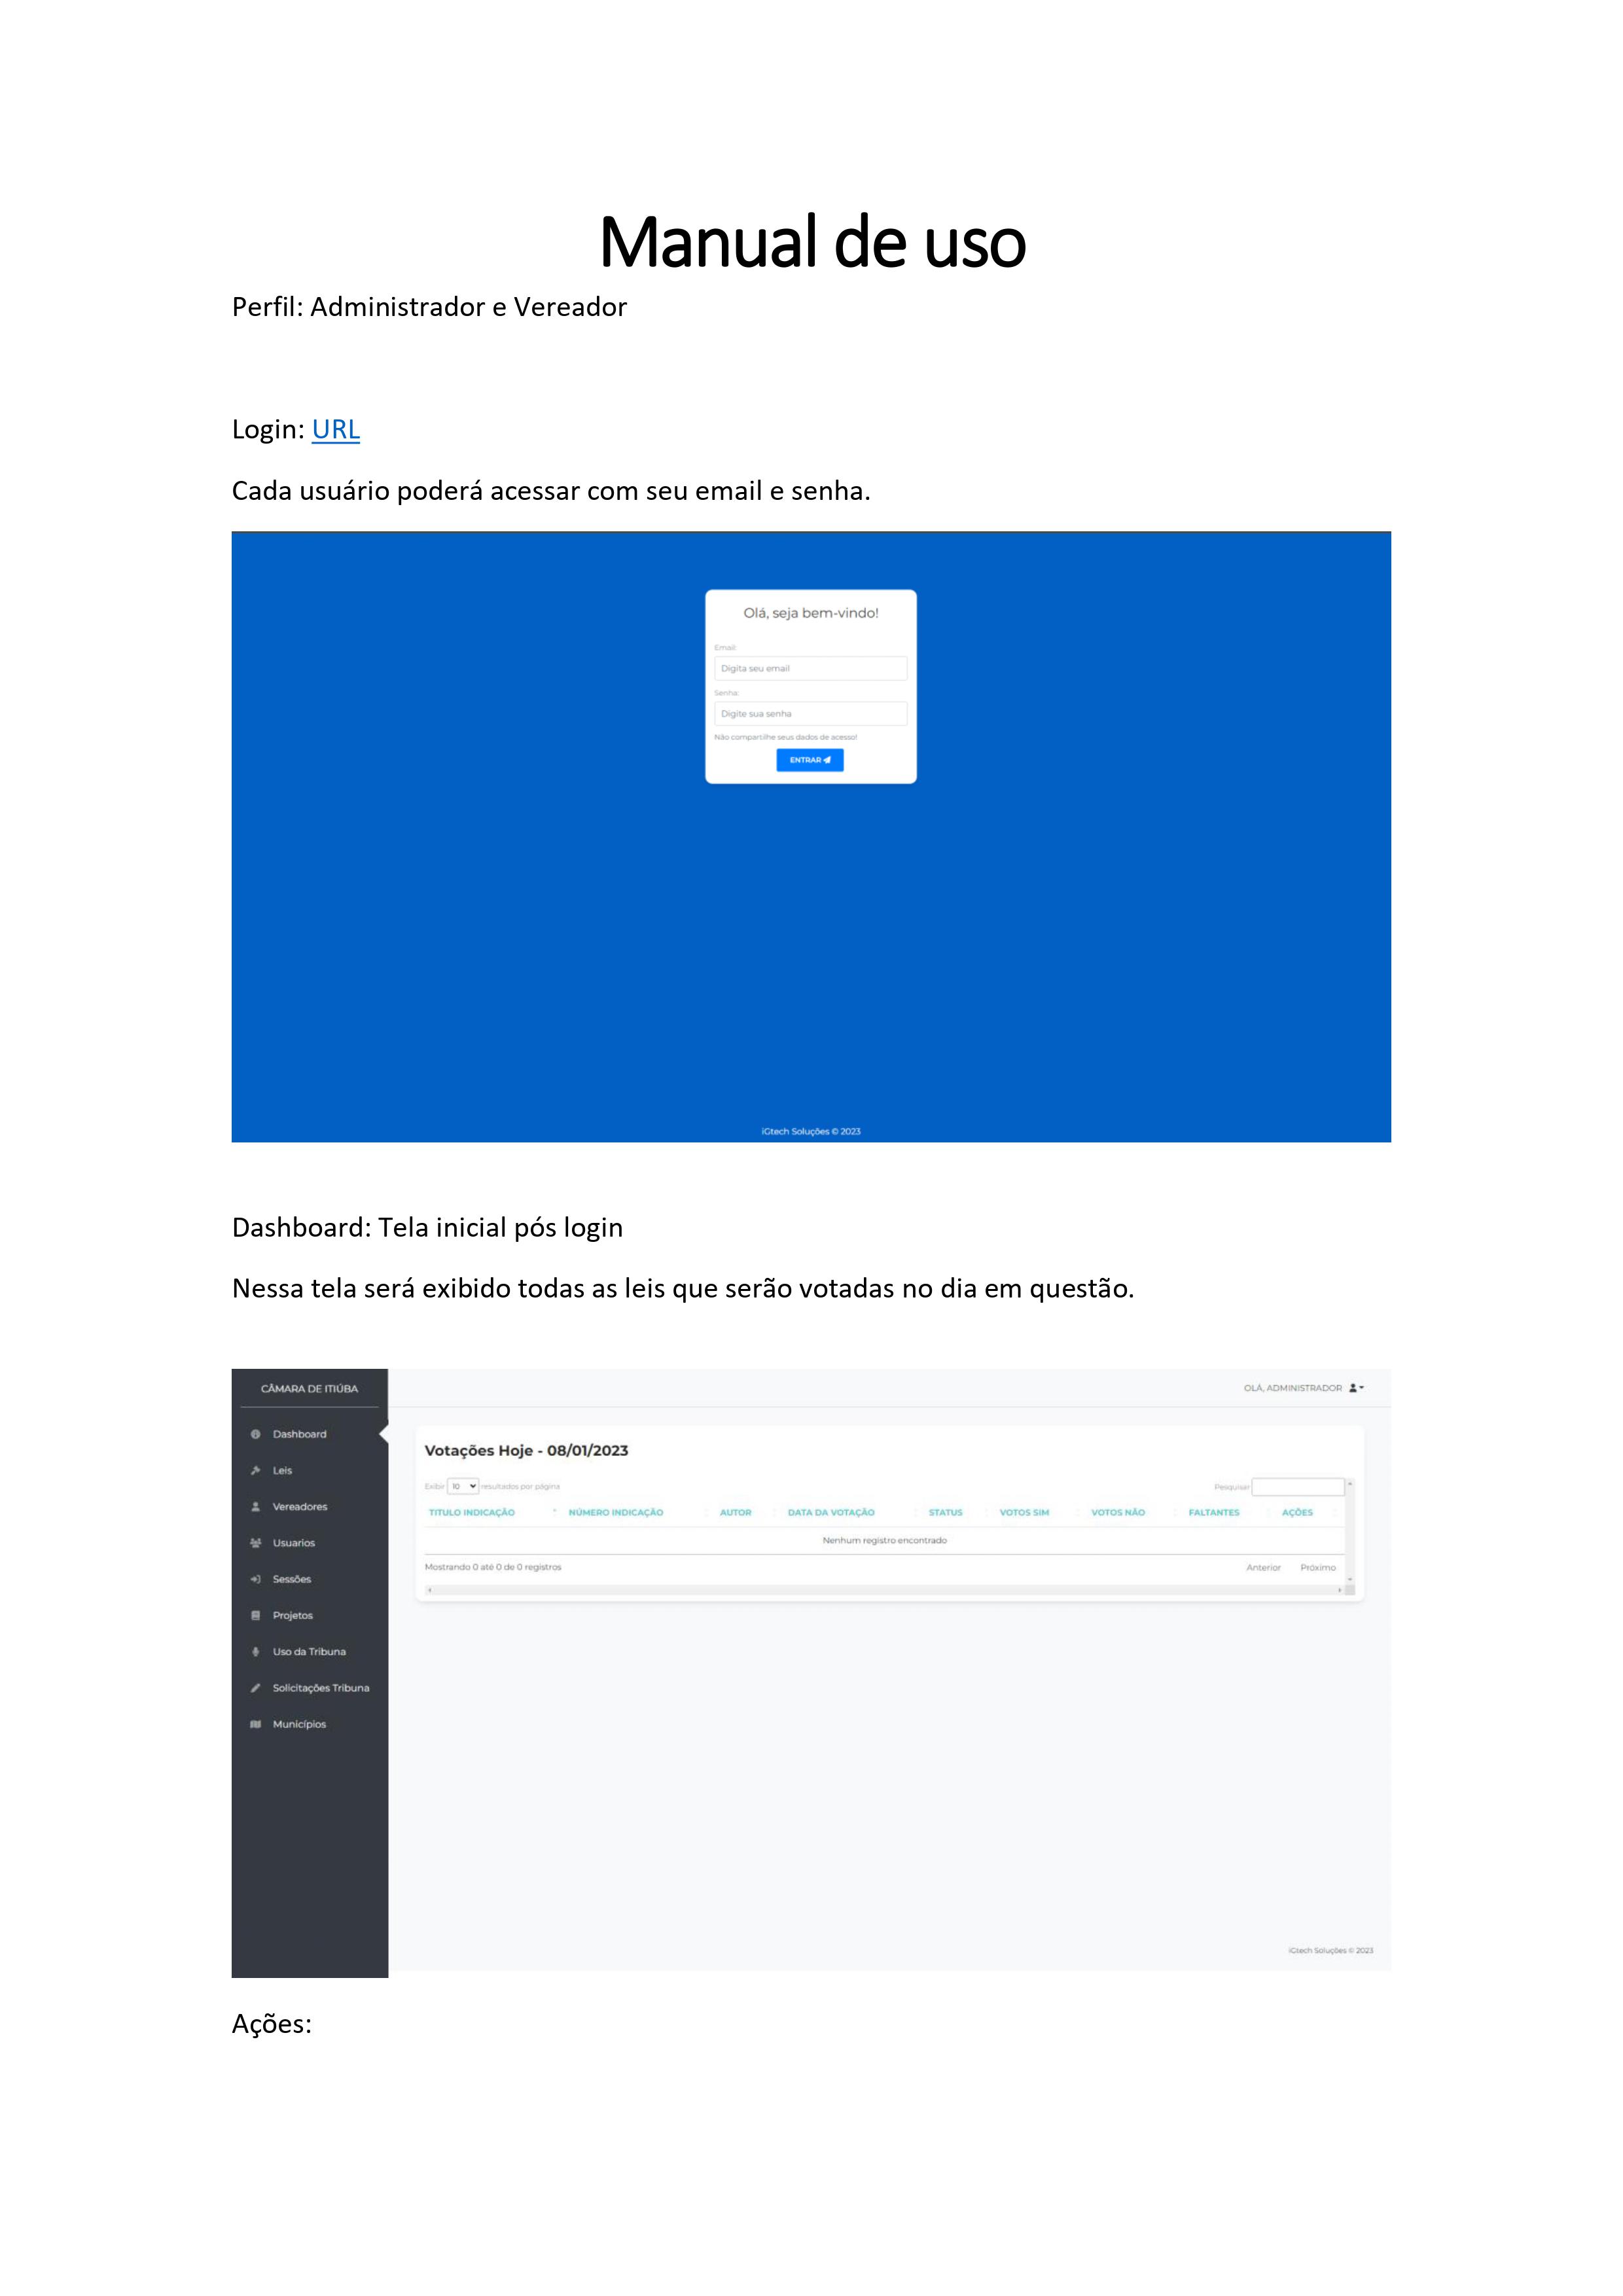 Manual de uso
Perfil: Administrador e Vereador
Login: URL
Cada usuário poderá acessar com seu email e senha.
Olá, seja bem-vindo!
Email:
Digita seu email
Senha:
Digite sua senha
Não compartilhe seus dados de acesso!
ENTRAR
iGtech Soluções © 2023
Dashboard: Tela inicial pós login
Nessa tela será exibido todas as leis que serão votadas no dia em questão.
CÂMARA DE ITIÚBA
OLÁ, ADMINISTRADOR
Dashboard
Leis
Vereadores
Usuarios
Sessões
Projetos
Uso da Tribuna
Solicitações Tribuna
Municípios
Votações Hoje - 08/01/2023
Exibir 10 resultados por página
Pesquisar
TITULO INDICAÇÃO NÚMERO INDICAÇÃO AUTOR DATA DA VOTAÇÃO STATUS VOTOS SIM VOTOS NÃO FALTANTES AÇÕES
Nenhum registro encontrado
Mostrando 0 até 0 de 0 registros
Anterior Próximo
iGtech Soluções © 2023
Ações: